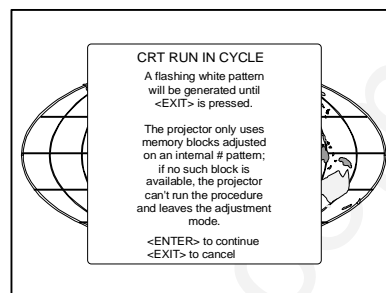 CRT RUN IN CYCLE
A flashing white pattern
will be generated until
<EXIT> is pressed.
The projector only uses
memory blocks adjusted
on an internal # pattern;
if no such block is
available, the projector
can't run the procedure
and leaves the adjustment
mode.
<ENTER> to continue
<EXIT> to cancel